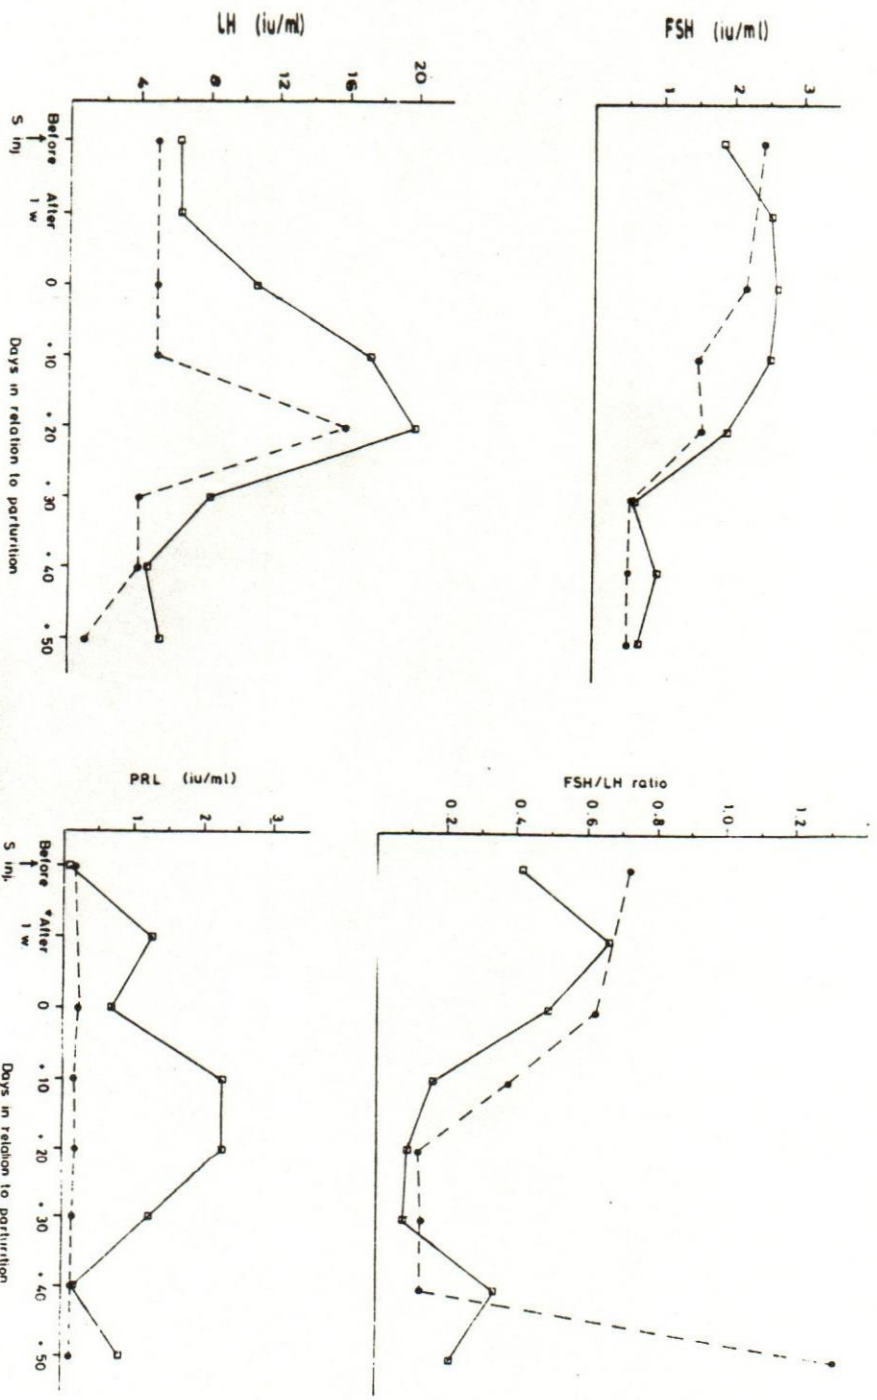 FSH (iu/ml)
3
2
1
LH (iu/ml)
20
16
12
8
4
Before After 0 +10 +20 +30 +40 +50
S inj. 1 w
Days in relation to parturition
FSH/LH ratio
1.2
1.0
0.8
0.6
0.4
0.2
PRL (iu/ml)
3
2
1
Before After 0 +10 +20 +30 +40 +50
S inj. 1 w.
Days in relation to parturition